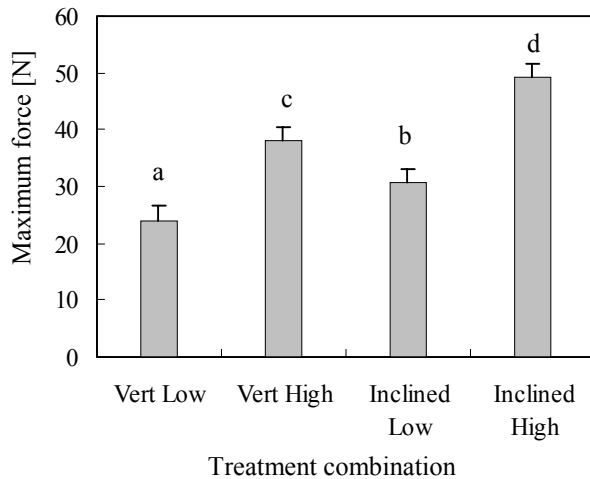 Maximum force [N]
60
50
40
30
20
10
0
a
c
b
d
Vert Low
Vert High
Inclined
Low
Inclined
High
Treatment combination